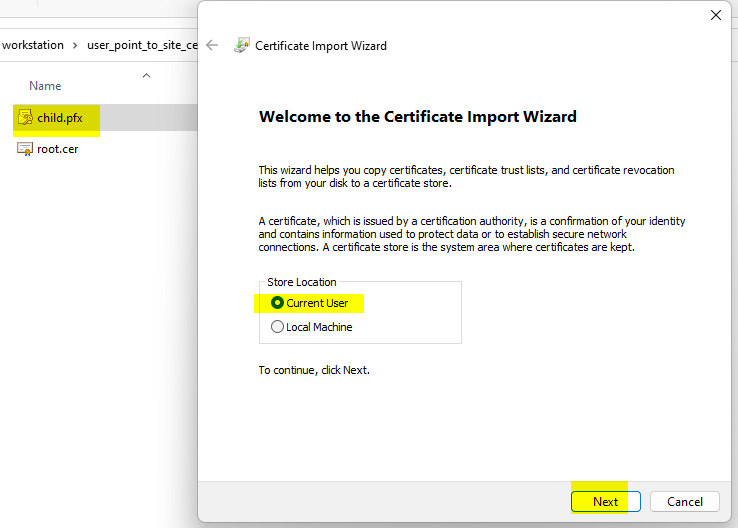 workstation > user_point_to_site_ce
Name
child.pfx
root.cer
Certificate Import Wizard
Welcome to the Certificate Import Wizard
This wizard helps you copy certificates, certificate trust lists, and certificate revocation
lists from your disk to a certificate store.
A certificate, which is issued by a certification authority, is a confirmation of your identity
and contains information used to protect data or to establish secure network
connections. A certificate store is the system area where certificates are kept.
Store Location
Current User
Local Machine
To continue, click Next.
Next
Cancel